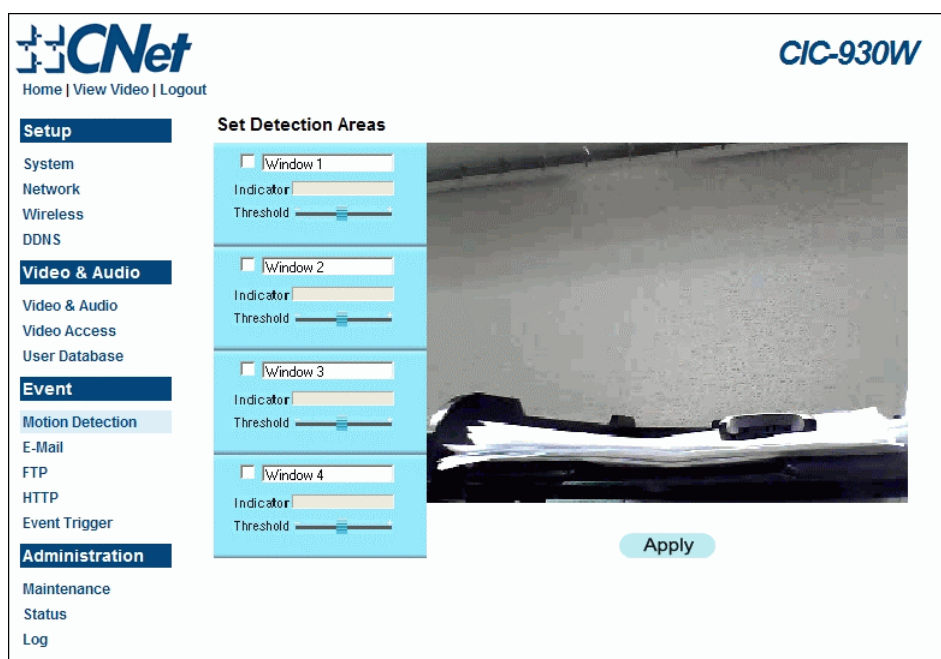 CNet
CIC-930W
Home | View Video | Logout
Setup
System
Network
Wireless
DDNS
Video & Audio
Video & Audio
Video Access
User Database
Event
Motion Detection
E-Mail
FTP
HTTP
Event Trigger
Administration
Maintenance
Status
Log
Set Detection Areas
Window 1
Indicator
Threshold - +
Window 2
Indicator
Threshold - +
Window 3
Indicator
Threshold - +
Window 4
Indicator
Threshold - +
Apply